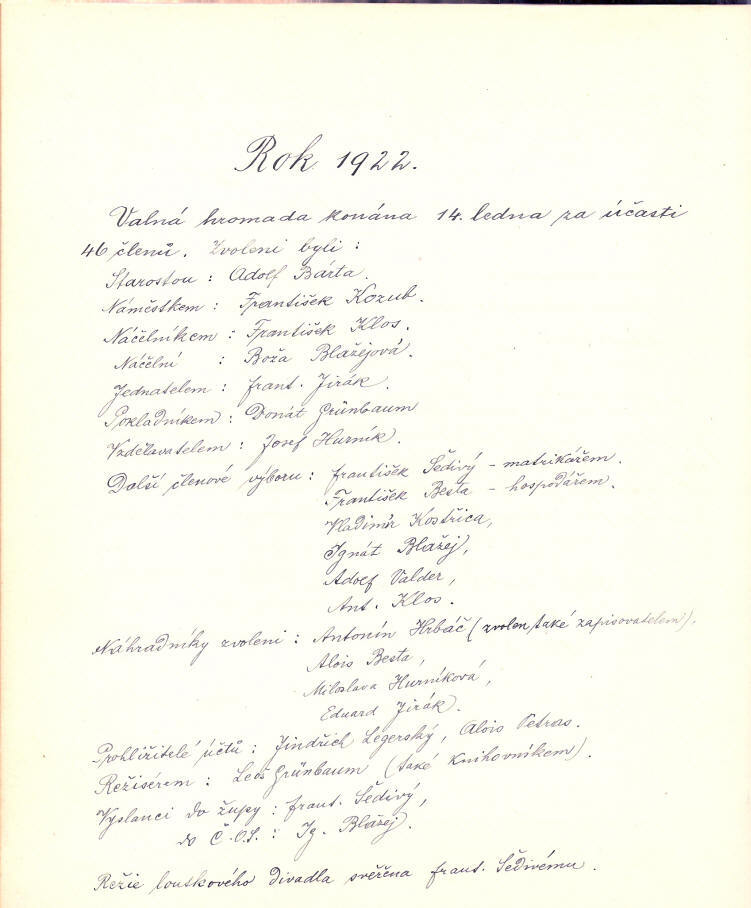 Rok 1922.
Valná hromada konána 14. ledna za účasti
46 členů. Zvoleni byli :
Starostou : Adolf Bárta.
Náměstkem : František Kozub.
Náčelníkem : František Klos.
Náčelní : Boža Blažejová.
Jednatelem : frant. Jirák.
Pokladníkem : Donát Grünbaum
Vzdělavatelem : Josef Hurník.
Další členové výboru : františek Šedivý – matrikářem.
František Besta – hospodářem.
Vladimír Kostřica,
Ignát Blažej,
Adolf Valder,
Ant. Klos.
Náhradníky zvoleni : Antonín Hrbáč (zvolen také zapisovatelem).
Alois Besta,
Miloslava Hurníková,
Eduard Jirák.
Prohlížitelé účtů : Jindřich Legerský, Alois Petras.
Režisérem : Leoš Grünbaum (také knihovníkem).
Vyslanci do župy : frant. Šedivý,
do Č.O.S. : Ig. Blažej.
Režie loutkového divadla svěřena frant. Šedivému.